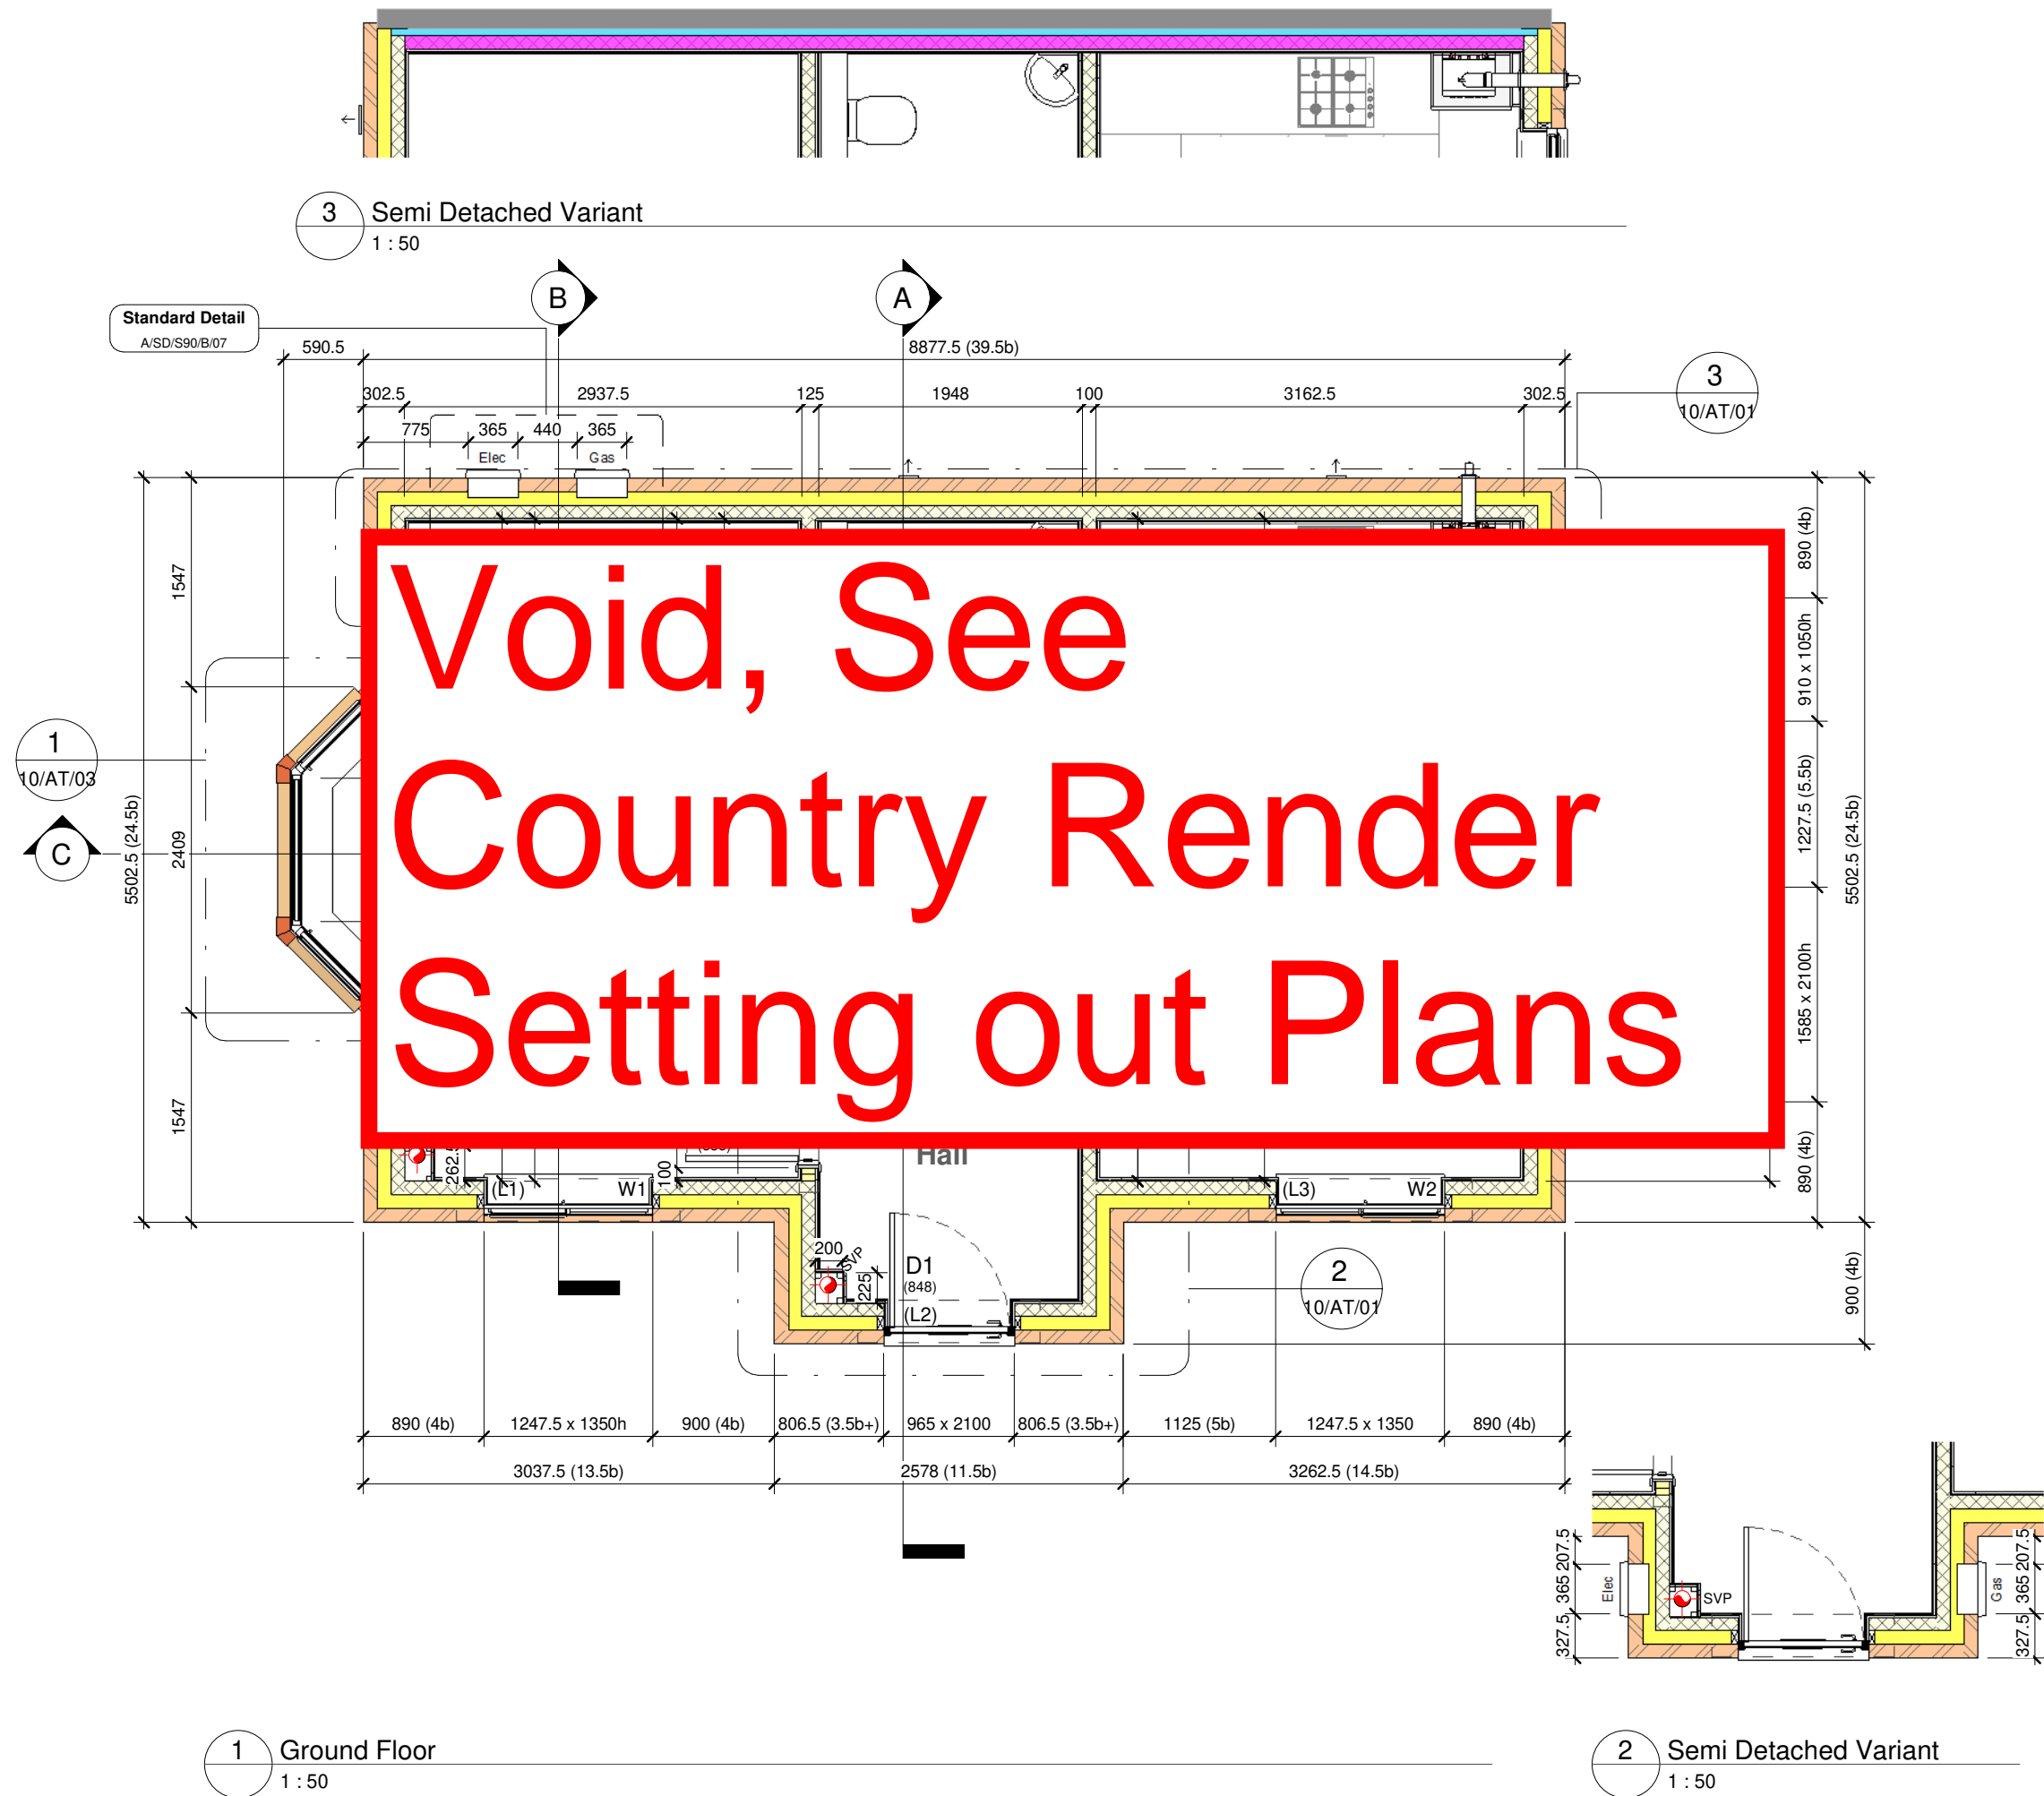 3 Semi Detached Variant
1 : 50
B
A
Standard Detail
A/SD/S90/B/07
590.5
8877.5 (39.5b)
3
10/AT/01
302.5
2937.5
125
1948
100
3162.5
302.5
775
365
440
365
Elec
Gas
Void, See
Country Render
Setting out Plans
1547
2409
1547
5502.5 (24.5b)
1
10/AT/03
C
890 (4b)
910 x 1050h
1227.5 (5.5b)
1585 x 2100h
890 (4b)
5502.5 (24.5b)
900 (4b)
Hall
(L1)
W1
100
(L3)
W2
200
SVP
225
D1
(848)
(L2)
2
10/AT/01
890 (4b)
1247.5 x 1350h
900 (4b)
806.5 (3.5b+)
965 x 2100
806.5 (3.5b+)
1125 (5b)
1247.5 x 1350
890 (4b)
3037.5 (13.5b)
2578 (11.5b)
3262.5 (14.5b)
207.5
365
327.5
Elec
SVP
Gas
207.5
365
327.5
1 Ground Floor
1 : 50
2 Semi Detached Variant
1 : 50